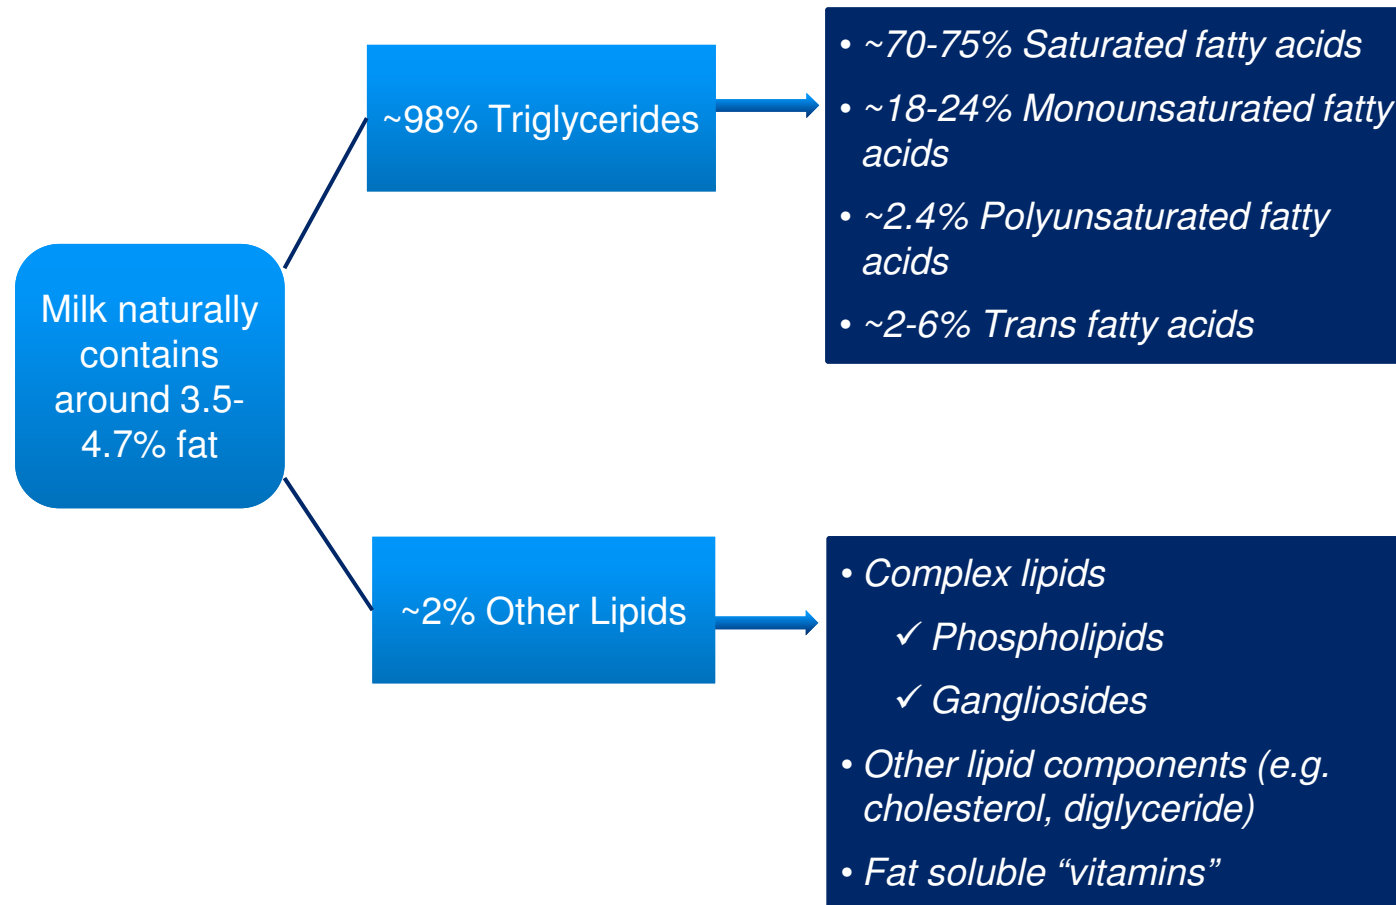 Milk naturally
contains
around 3.5-
4.7% fat
~98% Triglycerides
• ~70-75% Saturated fatty acids
• ~18-24% Monounsaturated fatty
acids
• ~2.4% Polyunsaturated fatty
acids
• ~2-6% Trans fatty acids
~2% Other Lipids
• Complex lipids
✓ Phospholipids
✓ Gangliosides
• Other lipid components (e.g.
cholesterol, diglyceride)
• Fat soluble “vitamins”